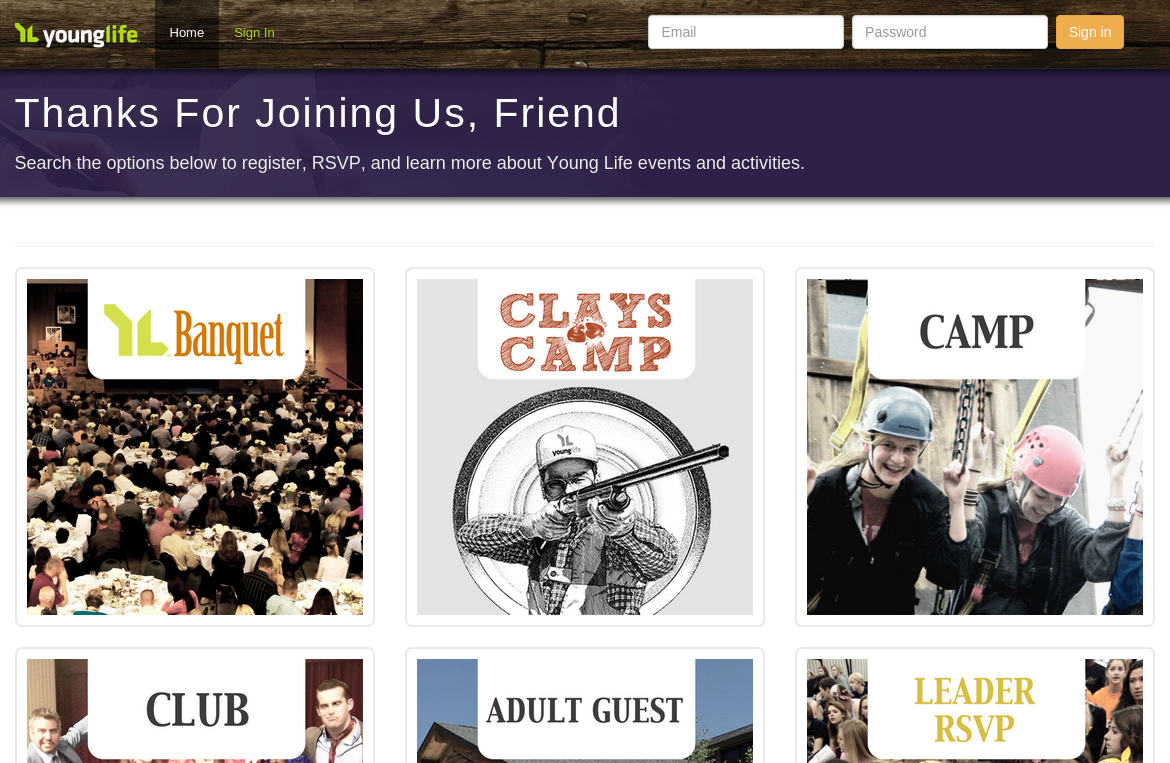 younglife
Home
Sign In
Email
Password
Sign in
Thanks For Joining Us, Friend
Search the options below to register, RSVP, and learn more about Young Life events and activities.
YL Banquet
CLAYS
CAMP
CAMP
younglife
CLUB
ADULT GUEST
LEADER
RSVP